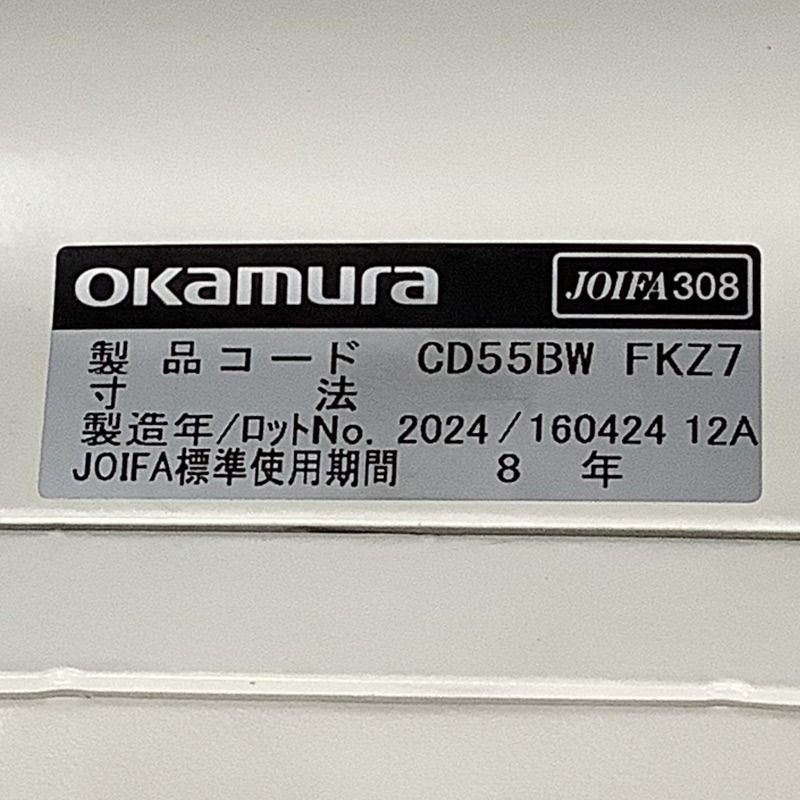 okamura JOIFA308
製品コード CD55BW FKZ7
寸法
製造年/ロットNo. 2024/160424 12A
JOIFA標準使用期間 8年